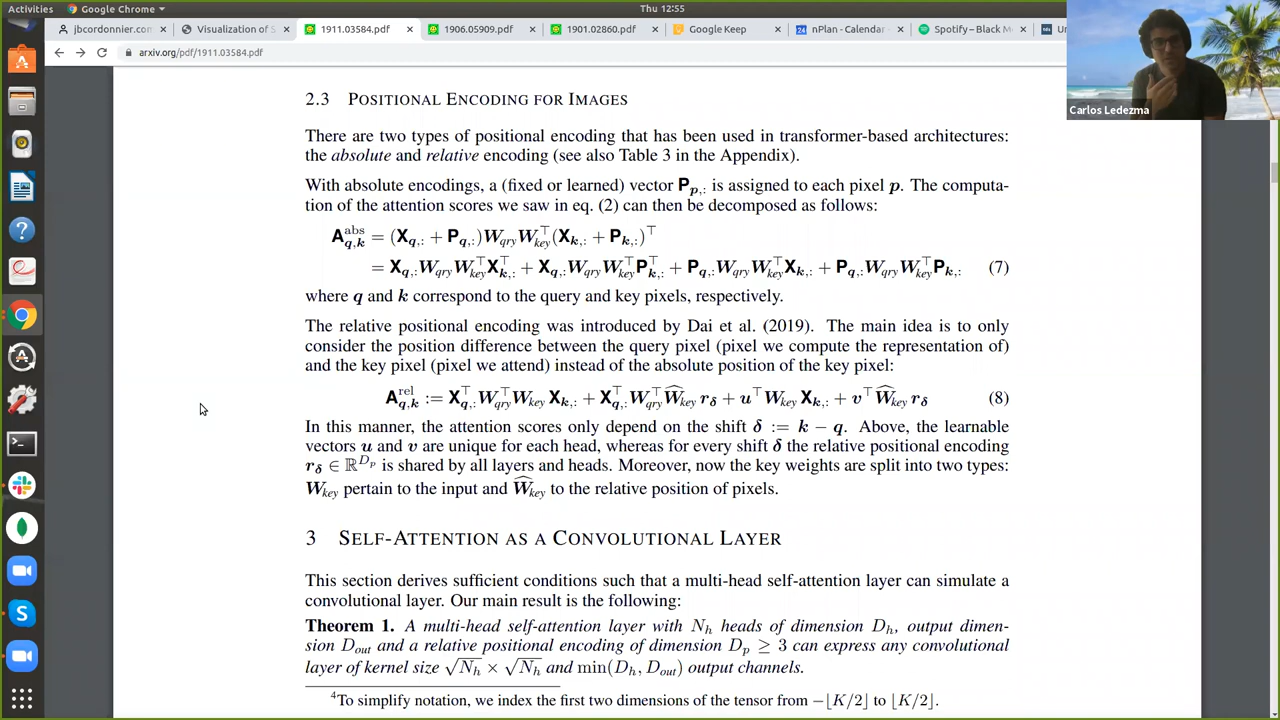 Activities
Google Chrome
Thu 12:55
jbcordonnier.com
Visualization of S
1911.03584.pdf
1906.05909.pdf
1901.02860.pdf
Google Keep
nPlan - Calendar
Spotify – Black M
arxiv.org/pdf/1911.03584.pdf
Carlos Ledezma
2.3 POSITIONAL ENCODING FOR IMAGES
There are two types of positional encoding that has been used in transformer-based architectures:
the absolute and relative encoding (see also Table 3 in the Appendix).
With absolute encodings, a (fixed or learned) vector P_{p,:} is assigned to each pixel p. The computa-
tion of the attention scores we saw in eq. (2) can then be decomposed as follows:
A^{abs}_{q,k} = (X_{q,:} + P_{q,:})W_{qry}W_{key}^⊤(X_{k,:} + P_{k,:})^⊤
= X_{q,:}W_{qry}W_{key}^⊤X_{k,:}^⊤ + X_{q,:}W_{qry}W_{key}^⊤P_{k,:}^⊤ + P_{q,:}W_{qry}W_{key}^⊤X_{k,:} + P_{q,:}W_{qry}W_{key}^⊤P_{k,:} (7)
where q and k correspond to the query and key pixels, respectively.
The relative positional encoding was introduced by Dai et al. (2019). The main idea is to only
consider the position difference between the query pixel (pixel we compute the representation of)
and the key pixel (pixel we attend) instead of the absolute position of the key pixel:
A^{rel}_{q,k} := X_{q,:}^⊤W_{qry}^⊤W_{key} X_{k,:} + X_{q,:}^⊤W_{qry}^⊤Ŵ_{key} r_δ + u^⊤W_{key} X_{k,:} + v^⊤Ŵ_{key} r_δ (8)
In this manner, the attention scores only depend on the shift δ := k − q. Above, the learnable
vectors u and v are unique for each head, whereas for every shift δ the relative positional encoding
r_δ ∈ ℝ^{D_p} is shared by all layers and heads. Moreover, now the key weights are split into two types:
W_{key} pertain to the input and Ŵ_{key} to the relative position of pixels.
3 SELF-ATTENTION AS A CONVOLUTIONAL LAYER
This section derives sufficient conditions such that a multi-head self-attention layer can simulate a
convolutional layer. Our main result is the following:
Theorem 1. A multi-head self-attention layer with N_h heads of dimension D_h, output dimen-
sion D_{out} and a relative positional encoding of dimension D_p ≥ 3 can express any convolutional
layer of kernel size √N_h × √N_h and min(D_h, D_{out}) output channels.
⁴To simplify notation, we index the first two dimensions of the tensor from −⌊K/2⌋ to ⌊K/2⌋.